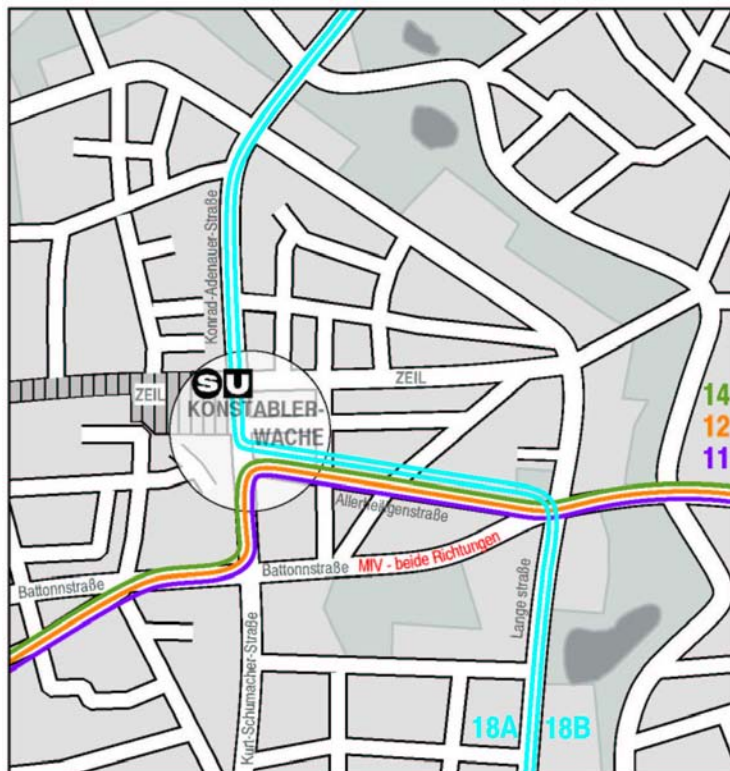 Konrad-Adenauer-Straße
S U
ZEIL
ZEIL
KONSTABLER-
WACHE
14
12
11
Allerheiligenstraße
MIV - beide Richtungen
Battonnstraße
Battonnstraße
Lange straße
Kurt-Schumacher-Straße
18A 18B